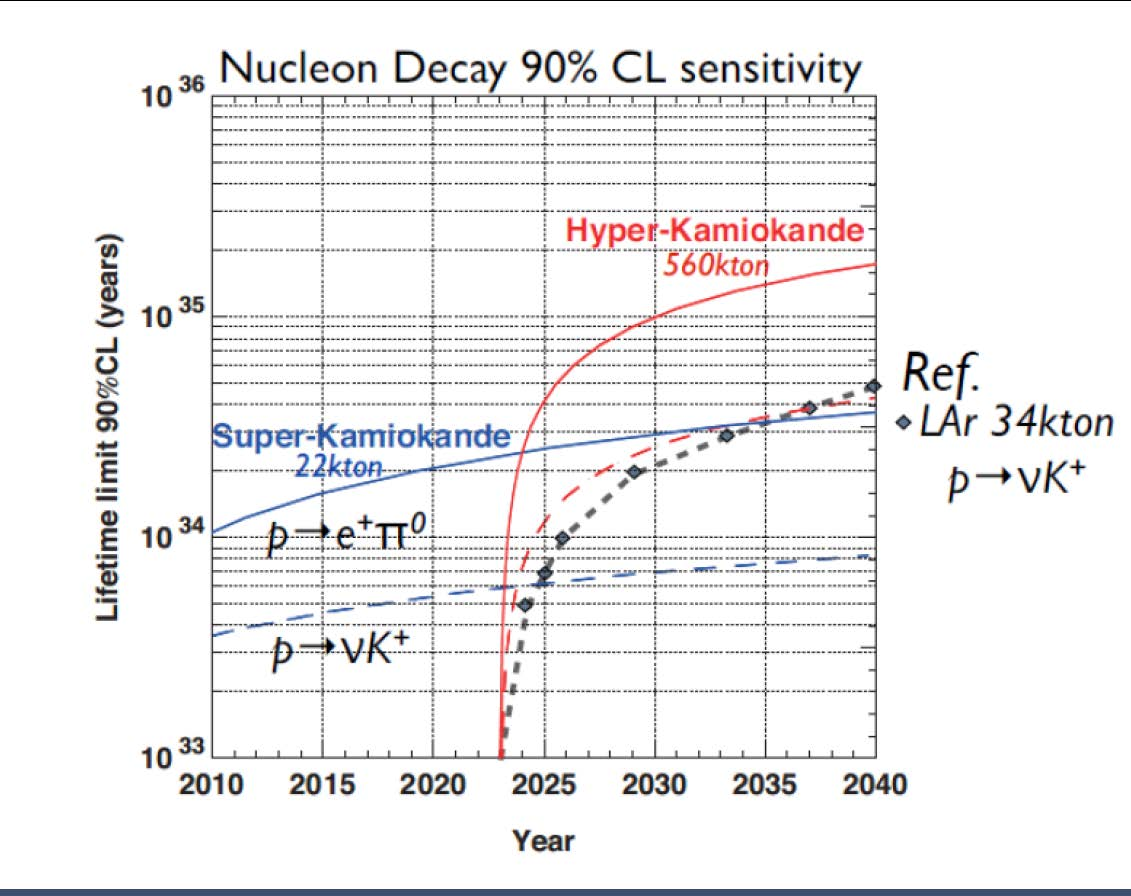 Nucleon Decay 90% CL sensitivity
10 36
Hyper-Kamiokande
560kton
10 35
Lifetime limit 90%CL (years)
Ref.
LAr 34kton
p→νK+
Super-Kamiokande
22kton
p→e+π0
10 34
p→νK+
10 33
2010 2015 2020 2025 2030 2035 2040
Year